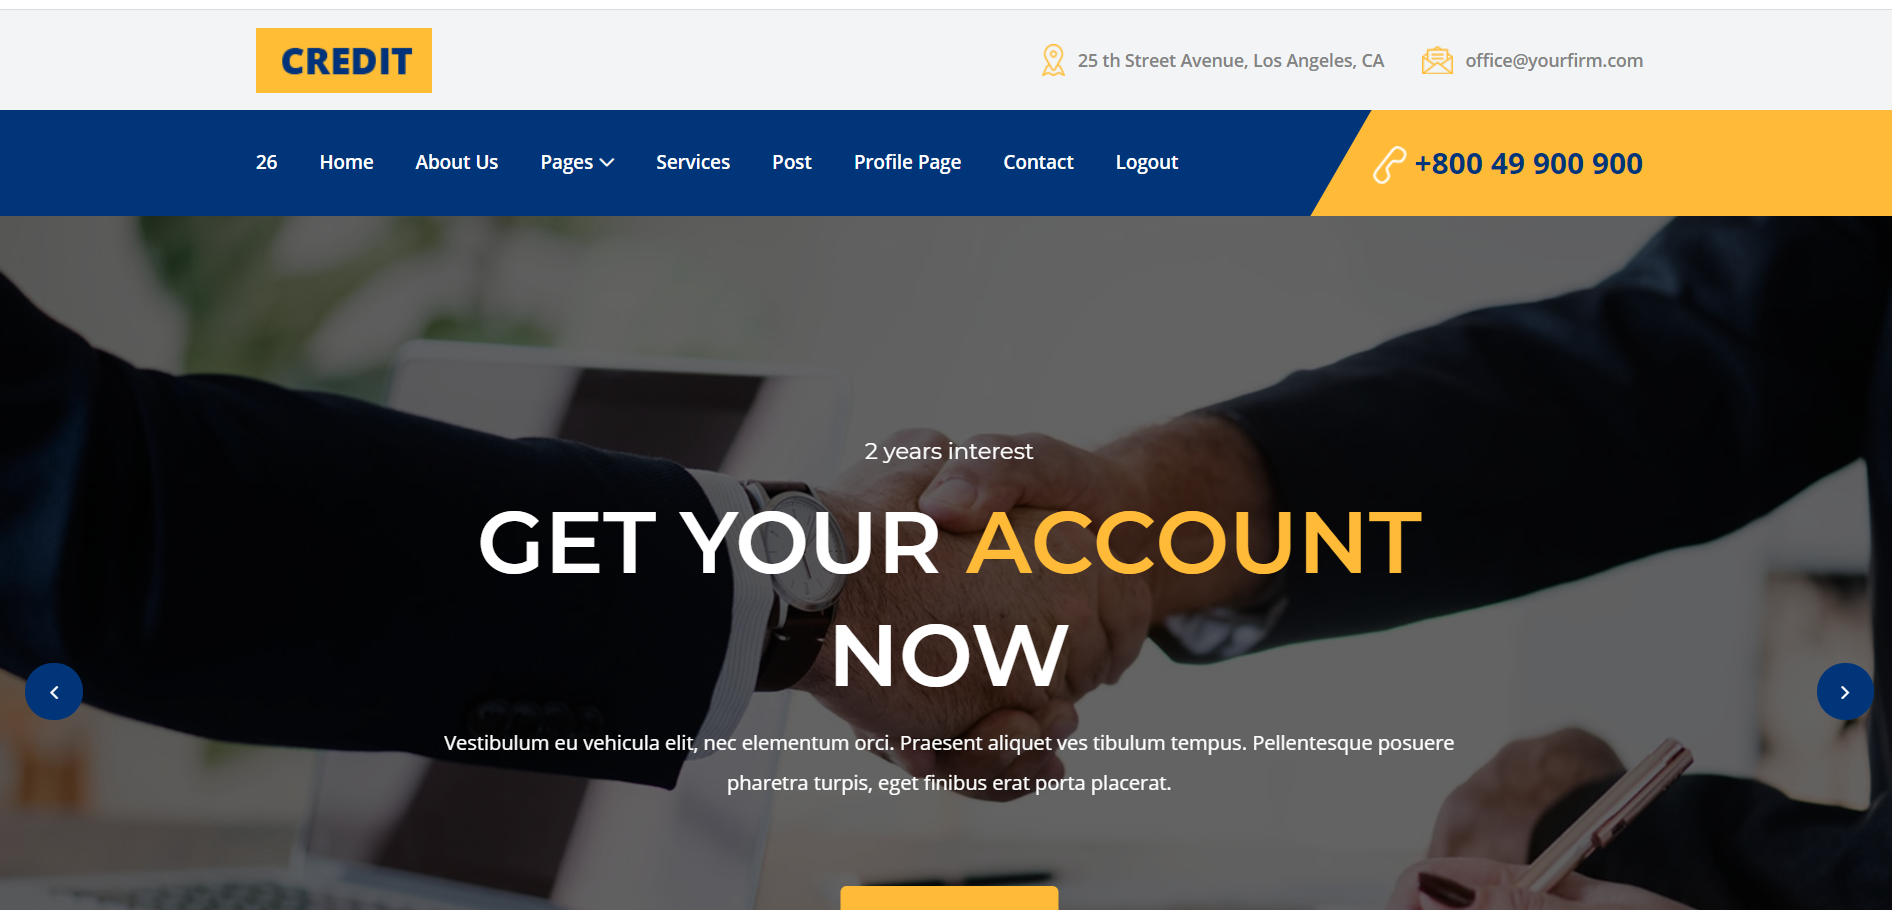 CREDIT
25 th Street Avenue, Los Angeles, CA
office@yourfirm.com
26 Home About Us Pages Services Post Profile Page Contact Logout
+800 49 900 900
2 years interest
GET YOUR ACCOUNT
NOW
Vestibulum eu vehicula elit, nec elementum orci. Praesent aliquet ves tibulum tempus. Pellentesque posuere
pharetra turpis, eget finibus erat porta placerat.